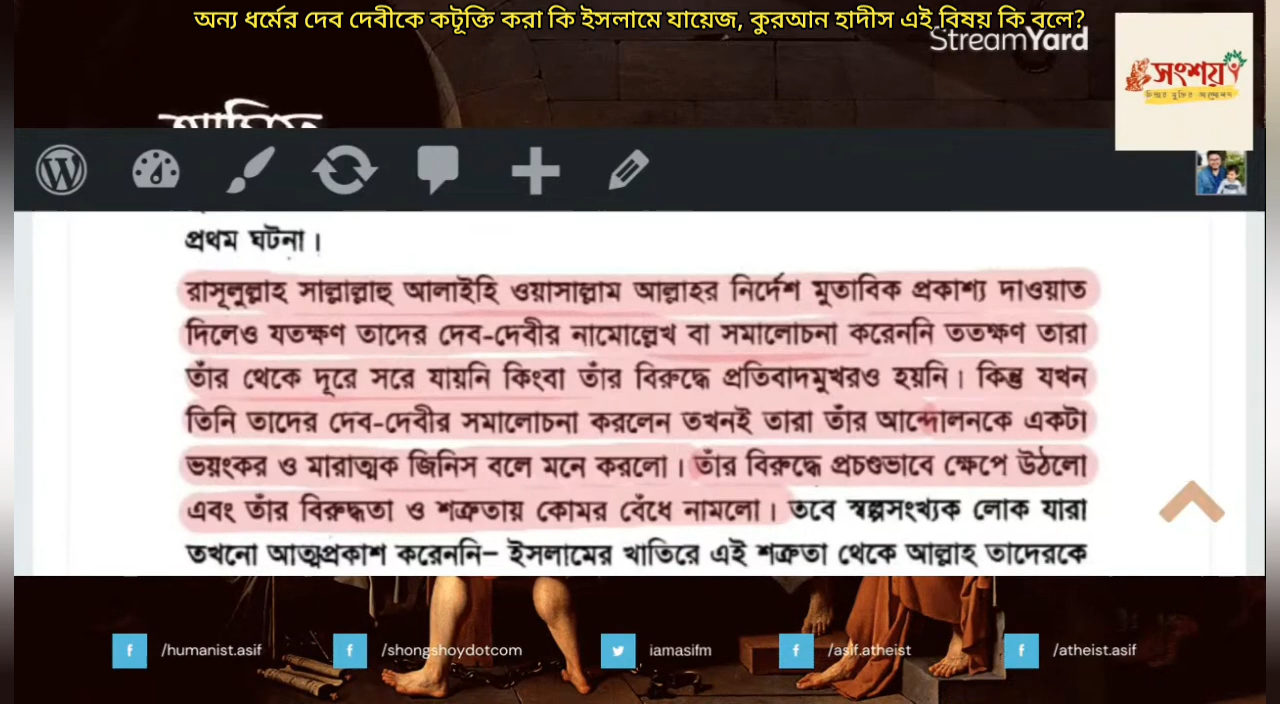 অন্য ধর্মের দেব দেবীকে কটূক্তি করা কি ইসলামে যায়েজ, কুরআন হাদীস এই বিষয় কি বলে?
StreamYard
সংশয়
চিন্তার মুক্তির আন্দোলন
প্রথম ঘটনা।
রাসূলুল্লাহ সাল্লাল্লাহু আলাইহি ওয়াসাল্লাম আল্লাহর নির্দেশ মুতাবিক প্রকাশ্য দাওয়াত
দিলেও যতক্ষণ তাদের দেব-দেবীর নামোল্লেখ বা সমালোচনা করেননি ততক্ষণ তারা
তাঁর থেকে দূরে সরে যায়নি কিংবা তাঁর বিরুদ্ধে প্রতিবাদমুখরও হয়নি। কিন্তু যখন
তিনি তাদের দেব-দেবীর সমালোচনা করলেন তখনই তারা তাঁর আন্দোলনকে একটা
ভয়ংকর ও মারাত্মক জিনিস বলে মনে করলো। তাঁর বিরুদ্ধে প্রচণ্ডভাবে ক্ষেপে উঠলো
এবং তাঁর বিরুদ্ধতা ও শত্রুতায় কোমর বেঁধে নামলো। তবে স্বল্পসংখ্যক লোক যারা
তখনো আত্মপ্রকাশ করেননি– ইসলামের খাতিরে এই শত্রুতা থেকে আল্লাহ তাদেরকে
/humanist.asif /shongshoydotcom iamasifm /asif.atheist /atheist.asif